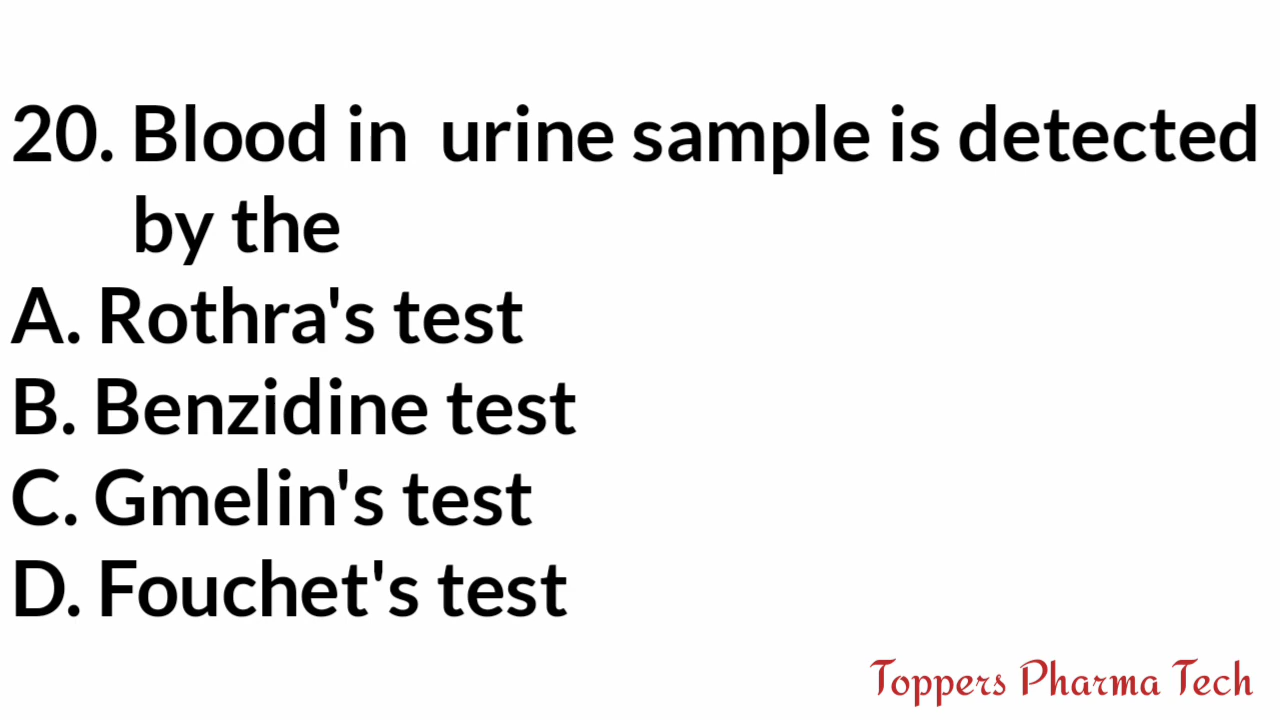 20. Blood in urine sample is detected
by the
A. Rothra's test
B. Benzidine test
C. Gmelin's test
D. Fouchet's test
Toppers Pharma Tech